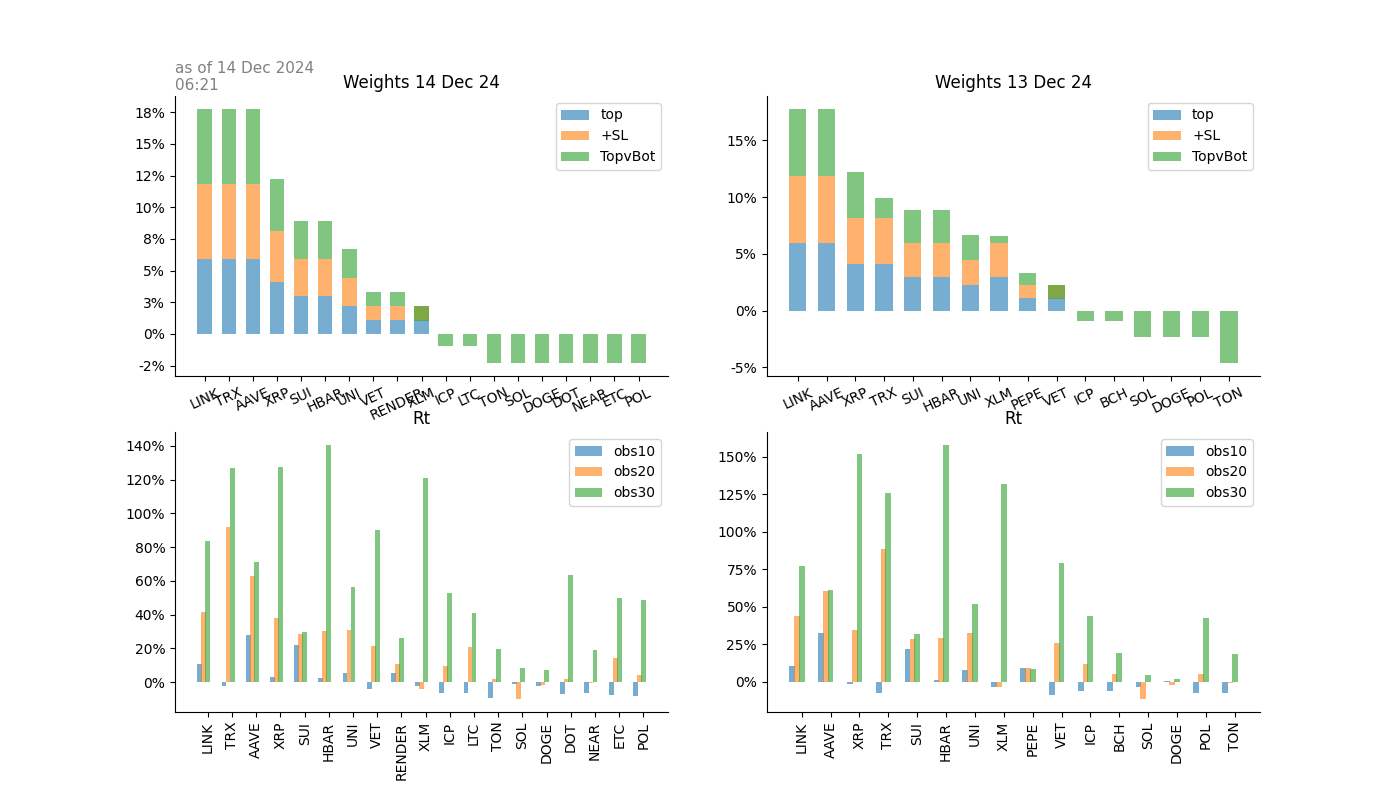 as of 14 Dec 2024
06:21
Weights 14 Dec 24
18%
15%
12%
10%
8%
5%
3%
0%
-2%
top
+SL
TopvBot
LINK TRX AAVE XRP SUI HBAR UNI VET RENDER XLM ICP LTC TON SOL DOGE DOT NEAR ETC POL
Weights 13 Dec 24
15%
10%
5%
0%
-5%
top
+SL
TopvBot
LINK AAVE XRP TRX SUI HBAR UNI XLM PEPE VET ICP BCH SOL DOGE POL TON
Rt
140%
120%
100%
80%
60%
40%
20%
0%
obs10
obs20
obs30
LINK TRX AAVE XRP SUI HBAR UNI VET RENDER XLM ICP LTC TON SOL DOGE DOT NEAR ETC POL
Rt
150%
125%
100%
75%
50%
25%
0%
obs10
obs20
obs30
LINK AAVE XRP TRX SUI HBAR UNI XLM PEPE VET ICP BCH SOL DOGE POL TON